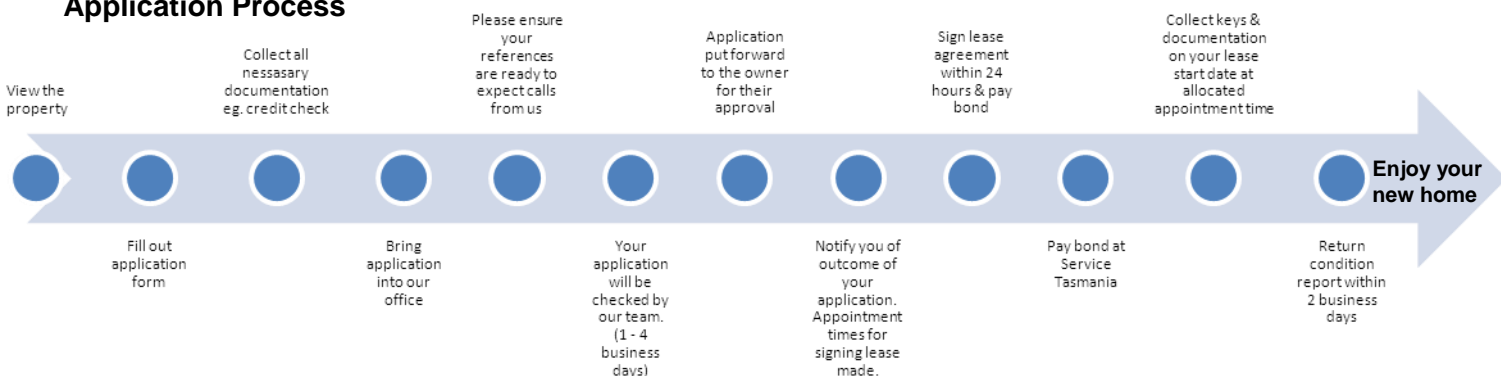 Application Process
View the
property
Fill out
application
form
Collect all
nessasary
documentation
eg. credit check
Bring
application
into our
office
Please ensure
your
references
are ready to
expect calls
from us
Your
application
will be
checked by
our team.
(1 - 4
business
days)
Application
put forward
to the owner
for their
approval
Notify you of
outcome of
your
application.
Appointment
times for
signing lease
made.
Sign lease
agreement
within 24
hours & pay
bond
Pay bond at
Service
Tasmania
Collect keys &
documentation
on your lease
start date at
allocated
appointment time
Return
condition
report within
2 business
days
Enjoy your
new home